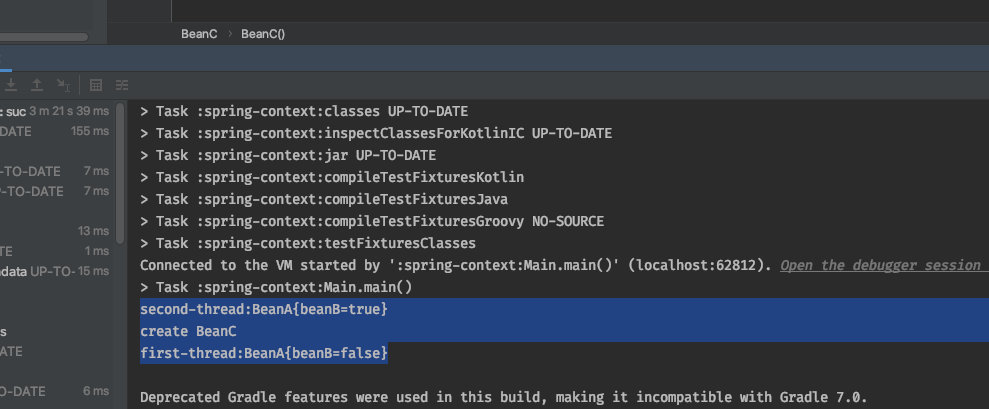 BeanC › BeanC()
: suc 3 m 21 s 39 ms
DATE 155 ms
-TO-DATE 7 ms
P-TO-DATE 7 ms
13 ms
TE 1 ms
adata UP-TO- 15 ms
s
ATE
TO-DATE 6 ms
> Task :spring-context:classes UP-TO-DATE
> Task :spring-context:inspectClassesForKotlinIC UP-TO-DATE
> Task :spring-context:jar UP-TO-DATE
> Task :spring-context:compileTestFixturesKotlin
> Task :spring-context:compileTestFixturesJava
> Task :spring-context:compileTestFixturesGroovy NO-SOURCE
> Task :spring-context:testFixturesClasses
Connected to the VM started by ':spring-context:Main.main()' (localhost:62812). Open the debugger session
> Task :spring-context:Main.main()
second-thread:BeanA{beanB=true}
create BeanC
first-thread:BeanA{beanB=false}
Deprecated Gradle features were used in this build, making it incompatible with Gradle 7.0.